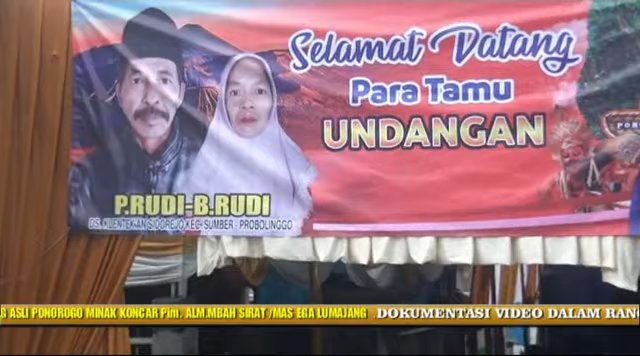 Selamat Datang
Para Tamu
UNDANGAN
P.RUDI-B.RUDI
DS. KLENTEKAN SIDOREJO KEC- SUMBER - PROBOLINGGO
ASLI PONOROGO MINAK KONCAR Pim. ALM.MBAH SIRAT /MAS EGA LUMAJANG DOKUMENTASI VIDEO DALAM